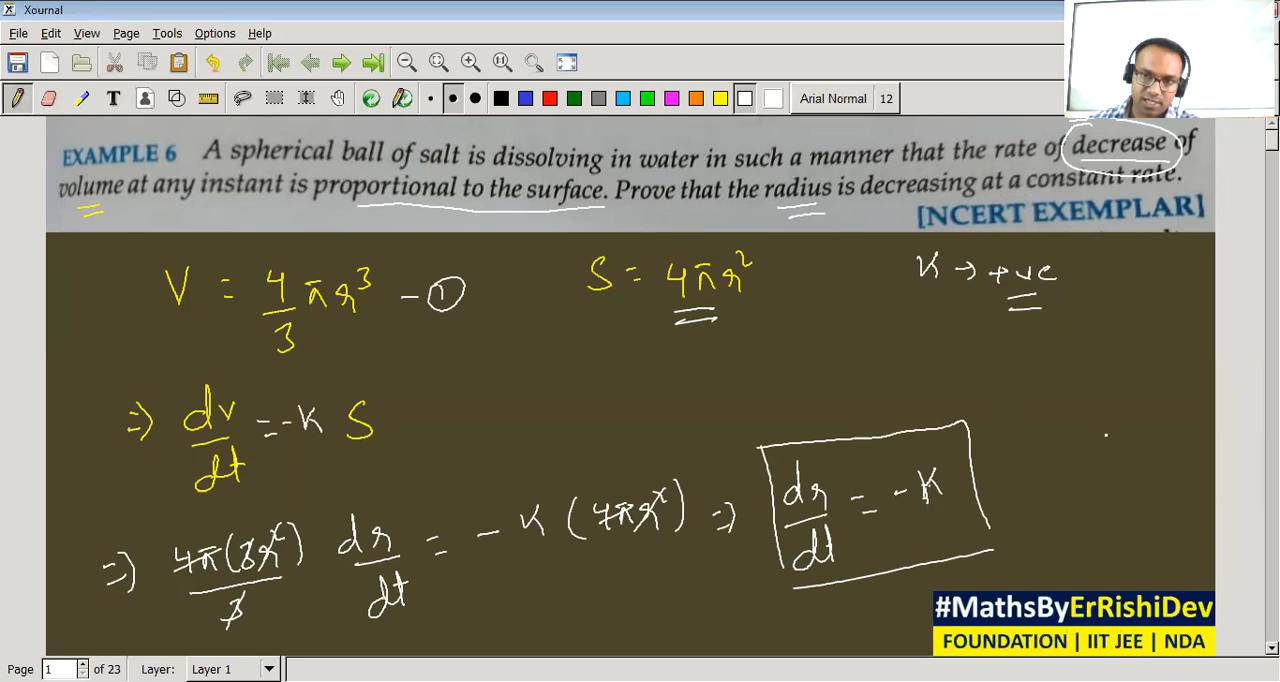 Xournal
File Edit View Page Tools Options Help
Arial Normal 12
EXAMPLE 6 A spherical ball of salt is dissolving in water in such a manner that the rate of decrease of
volume at any instant is proportional to the surface. Prove that the radius is decreasing at a constant rate.
[NCERT EXEMPLAR]
V = 4/3 πr³ — ① S = 4πr² K → +ve
⇒ dv/dt = -K S
⇒ 4π(3r²)/3 dr/dt = - K (4πr²) ⇒ dr/dt = - K
#MathsByErRishiDev
FOUNDATION | IIT JEE | NDA
Page 1 of 23 Layer: Layer 1